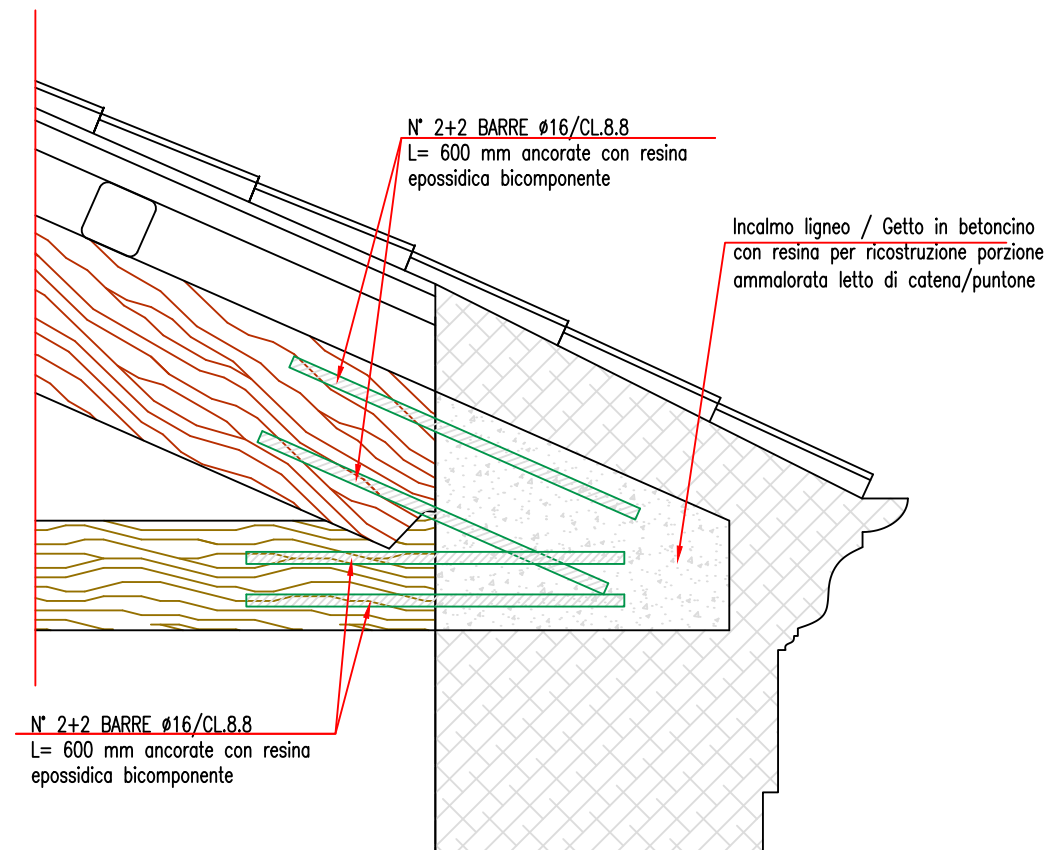 N° 2+2 BARRE ø16/CL.8.8
L= 600 mm ancorate con resina
epossidica bicomponente
Incalmo ligneo / Getto in betoncino
con resina per ricostruzione porzione
ammalorata letto di catena/puntone
N° 2+2 BARRE ø16/CL.8.8
L= 600 mm ancorate con resina
epossidica bicomponente